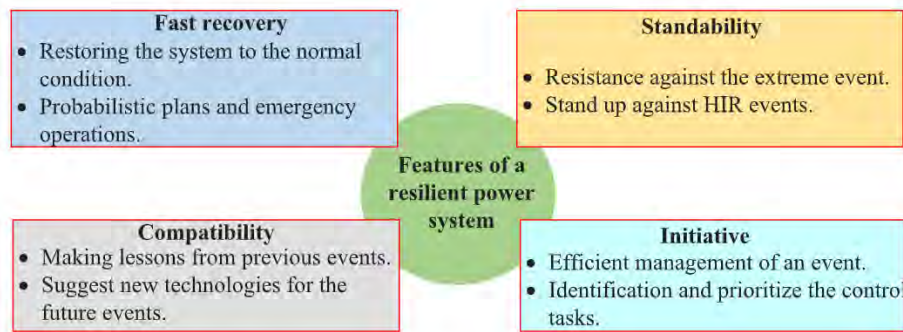 Fast recovery
• Restoring the system to the normal
condition.
• Probabilistic plans and emergency
operations.
Standability
• Resistance against the extreme event.
• Stand up against HIR events.
Features of a
resilient power
system
Compatibility
• Making lessons from previous events.
• Suggest new technologies for the
future events.
Initiative
• Efficient management of an event.
• Identification and prioritize the control
tasks.